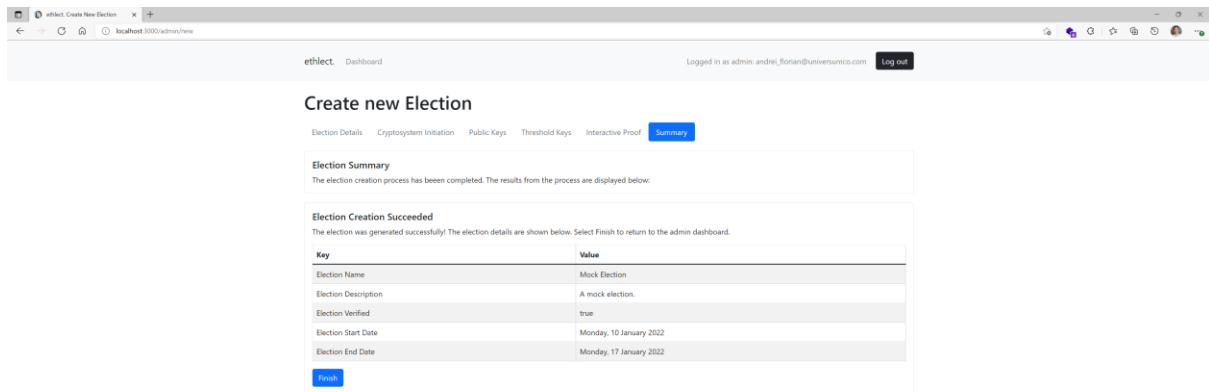 ethlect. Create New Election
localhost:3000/admin/new
ethlect. Dashboard Logged in as admin: andrei_florian@universumco.com Log out
Create new Election
Election Details Cryptosystem Initiation Public Keys Threshold Keys Interactive Proof Summary
Election Summary
The election creation process has beeen completed. The results from the process are displayed below:
Election Creation Succeeded
The election was generated successfully! The election details are shown below. Select Finish to return to the admin dashboard.
Key Value
Election Name Mock Election
Election Description A mock election.
Election Verified true
Election Start Date Monday, 10 January 2022
Election End Date Monday, 17 January 2022
Finish